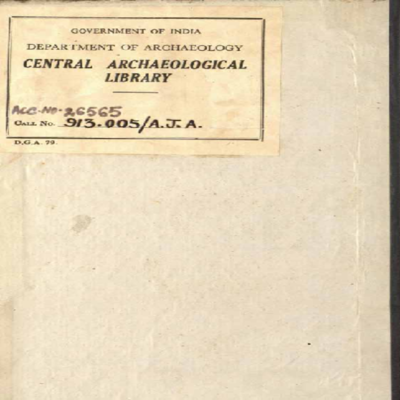 GOVERNMENT OF INDIA
DEPARTMENT OF ARCHAEOLOGY
CENTRAL ARCHAEOLOGICAL
LIBRARY
ACC. NO. 26565
CALL NO. 913.005/A.J.A.
D.G.A. 79.